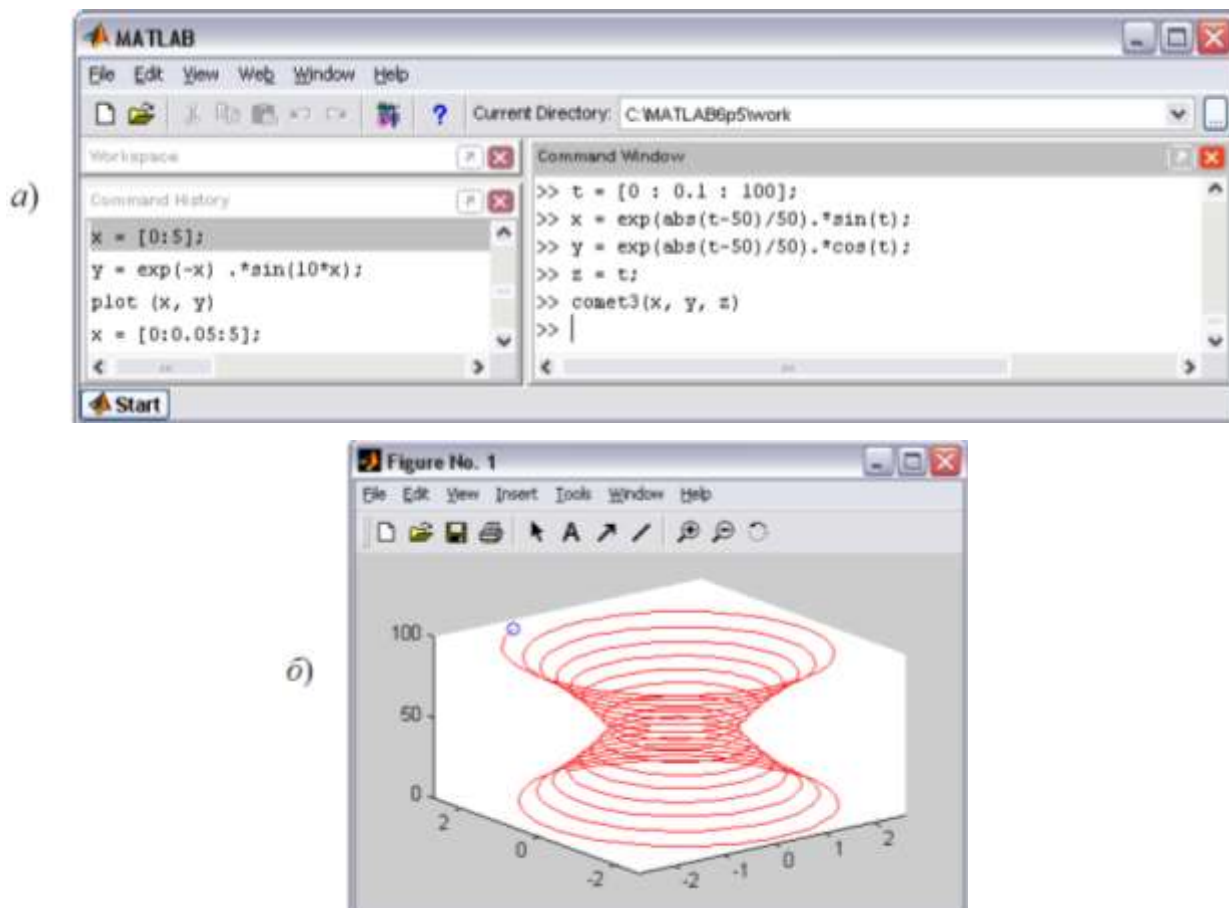 а)
MATLAB
File Edit View Web Window Help
? Current Directory: C:\MATLAB6p5\work
Workspace
Command History
x = [0:5];
y = exp(-x) .*sin(10*x);
plot (x, y)
x = [0:0.05:5];
Command Window
>> t = [0 : 0.1 : 100];
>> x = exp(abs(t-50)/50).*sin(t);
>> y = exp(abs(t-50)/50).*cos(t);
>> z = t;
>> comet3(x, y, z)
>>
Start
б)
Figure No. 1
File Edit View Insert Tools Window Help
A
100
50
0
2
0
-2
-2
-1
0
1
2